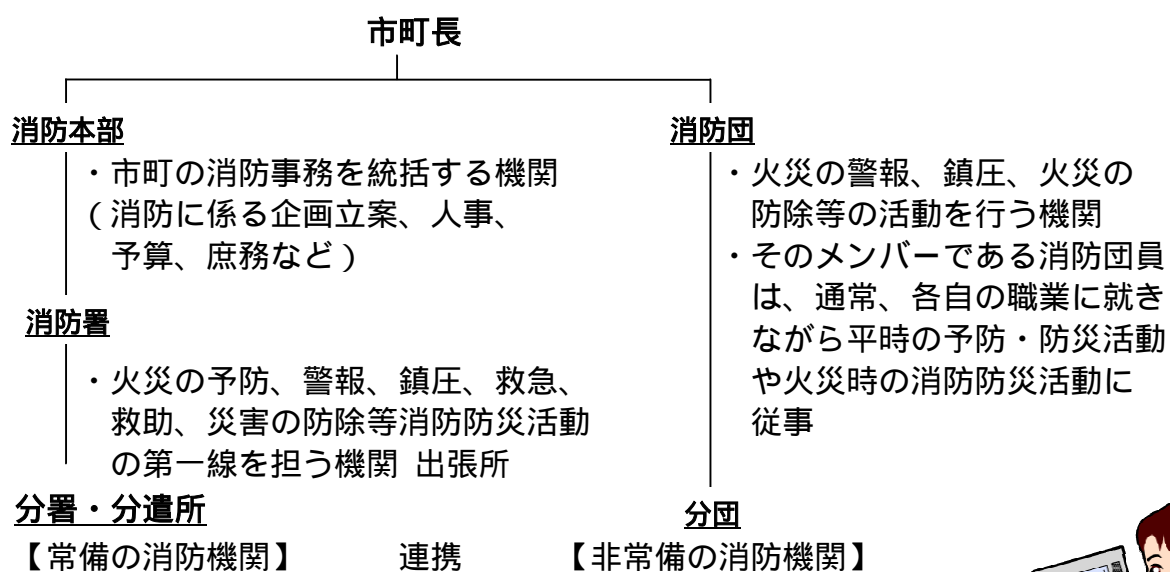 市町長
消防本部
・市町の消防事務を統括する機関
（消防に係る企画立案、人事、
予算、庶務など）
消防署
・火災の予防、警報、鎮圧、救急、
救助、災害の防除等消防防災活動
の第一線を担う機関 出張所
分署・分遣所
【常備の消防機関】
連携
消防団
・火災の警報、鎮圧、火災の
防除等の活動を行う機関
・そのメンバーである消防団員
は、通常、各自の職業に就き
ながら平時の予防・防災活動
や火災時の消防防災活動に
従事
分団
【非常備の消防機関】